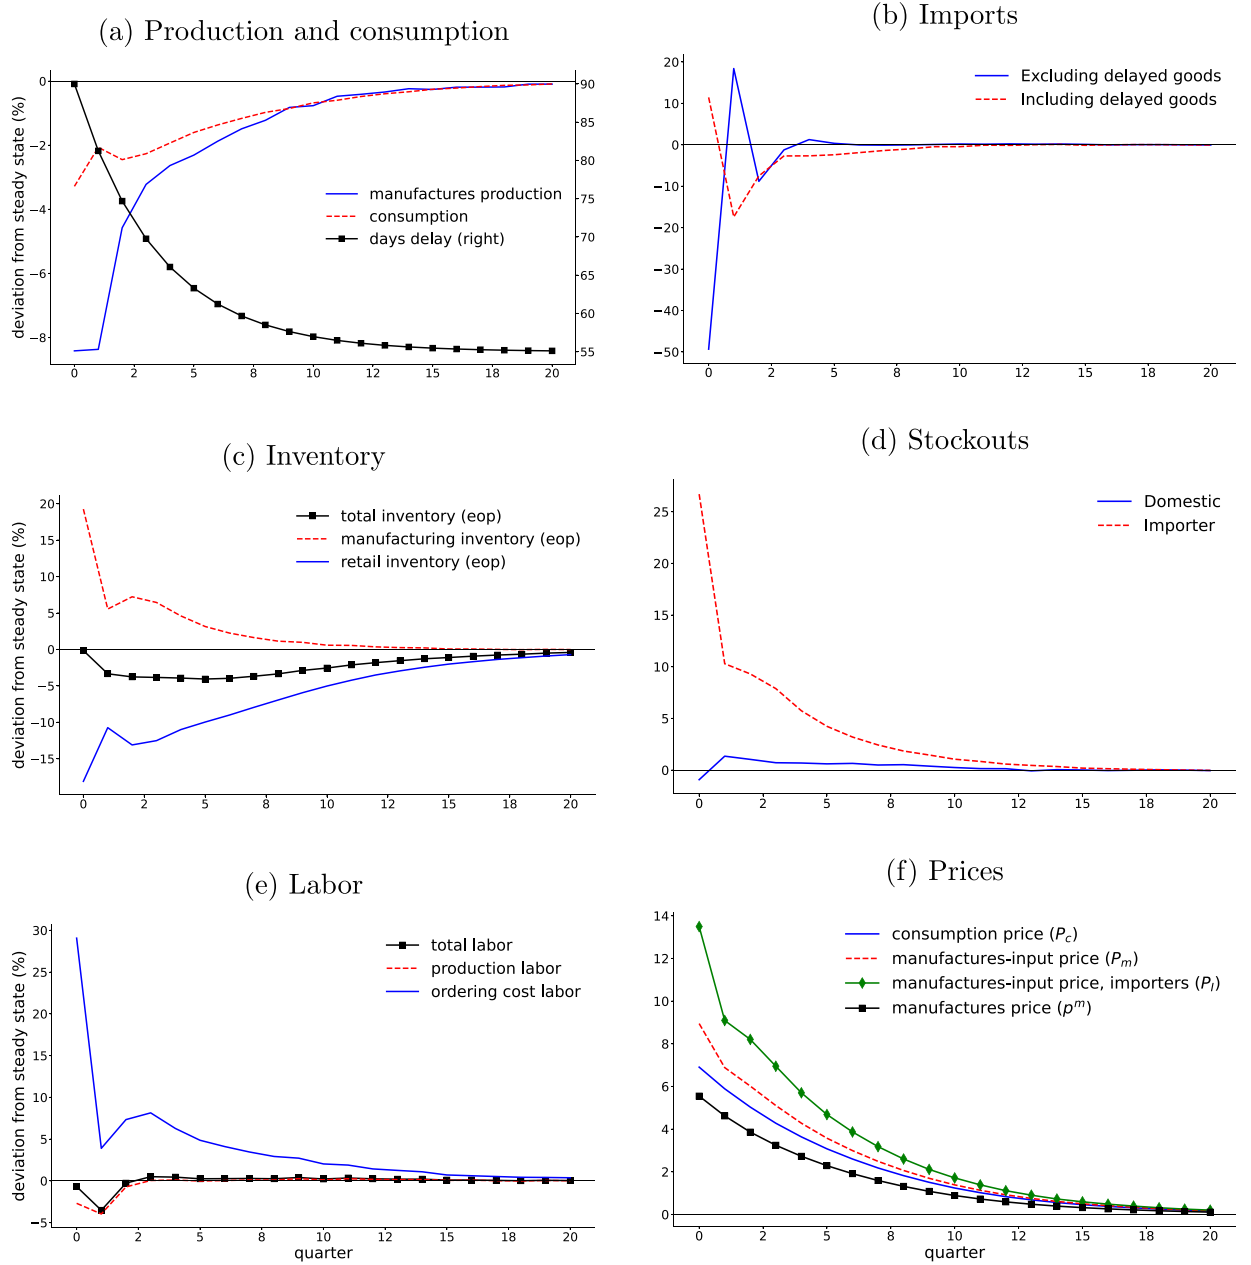 (a) Production and consumption
deviation from steady state (%)
0
−2
−4
−6
−8
90
85
80
75
70
65
60
55
manufactures production
consumption
days delay (right)
0 2 5 8 10 12 15 18 20
(b) Imports
20
10
0
−10
−20
−30
−40
−50
Excluding delayed goods
Including delayed goods
0 2 5 8 10 12 15 18 20
(c) Inventory
deviation from steady state (%)
20
15
10
5
0
−5
−10
−15
total inventory (eop)
manufacturing inventory (eop)
retail inventory (eop)
0 2 5 8 10 12 15 18 20
(d) Stockouts
25
20
15
10
5
0
Domestic
Importer
0 2 5 8 10 12 15 18 20
(e) Labor
deviation from steady state (%)
30
25
20
15
10
5
0
−5
total labor
production labor
ordering cost labor
0 2 5 8 10 12 15 18 20
quarter
(f) Prices
14
12
10
8
6
4
2
0
consumption price (P_c)
manufactures-input price (P_m)
manufactures-input price, importers (P_I)
manufactures price (p^m)
0 2 5 8 10 12 15 18 20
quarter